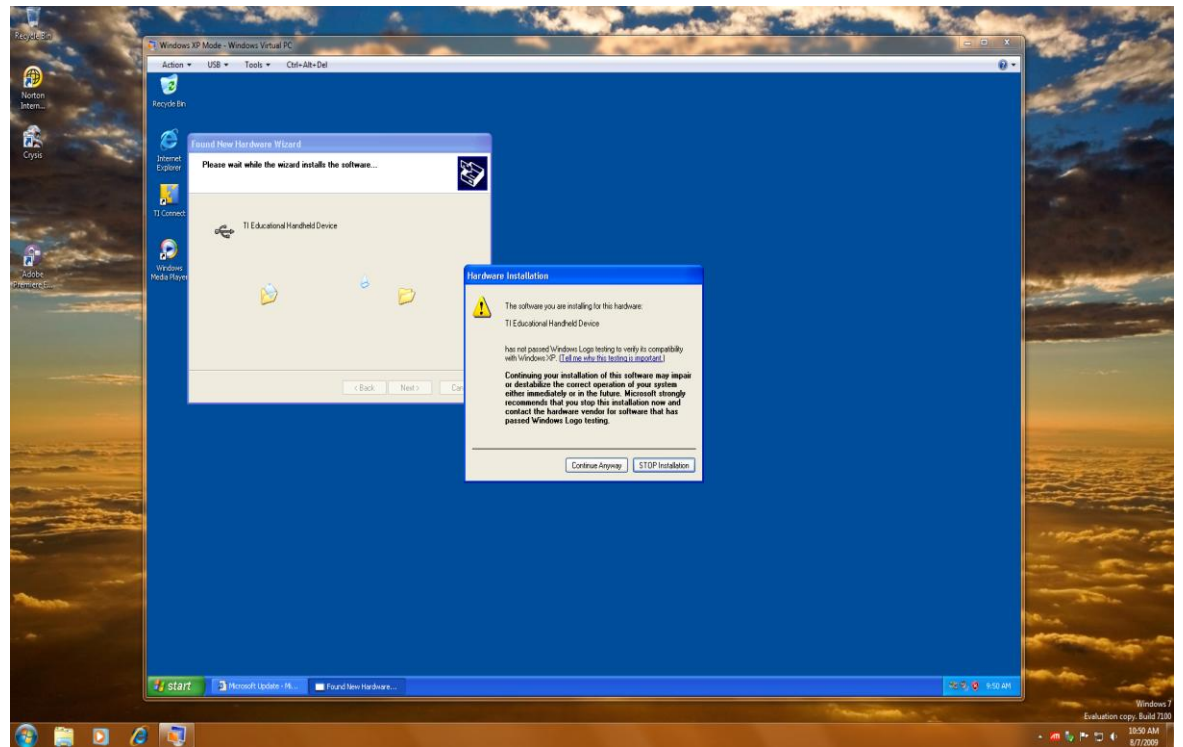 Recycle Bin
Norton
Intern...
Crysis
Adobe
Premiere E...
Windows XP Mode - Windows Virtual PC
Action USB Tools Ctrl+Alt+Del
Recycle Bin
Internet
Explorer
TI Connect
Windows
Media Player
Found New Hardware Wizard
Please wait while the wizard installs the software...
TI Educational Handheld Device
< Back Next >
Hardware Installation
The software you are installing for this hardware:
TI Educational Handheld Device
has not passed Windows Logo testing to verify its compatibility
with Windows XP. (Tell me why this testing is important.)
Continuing your installation of this software may impair
or destabilize the correct operation of your system
either immediately or in the future. Microsoft strongly
recommends that you stop this installation now and
contact the hardware vendor for software that has
passed Windows Logo testing.
Continue Anyway STOP Installation
start Microsoft Update - Mi... Found New Hardware... 9:50 AM
Windows 7
Evaluation copy. Build 7100
10:50 AM
8/7/2009